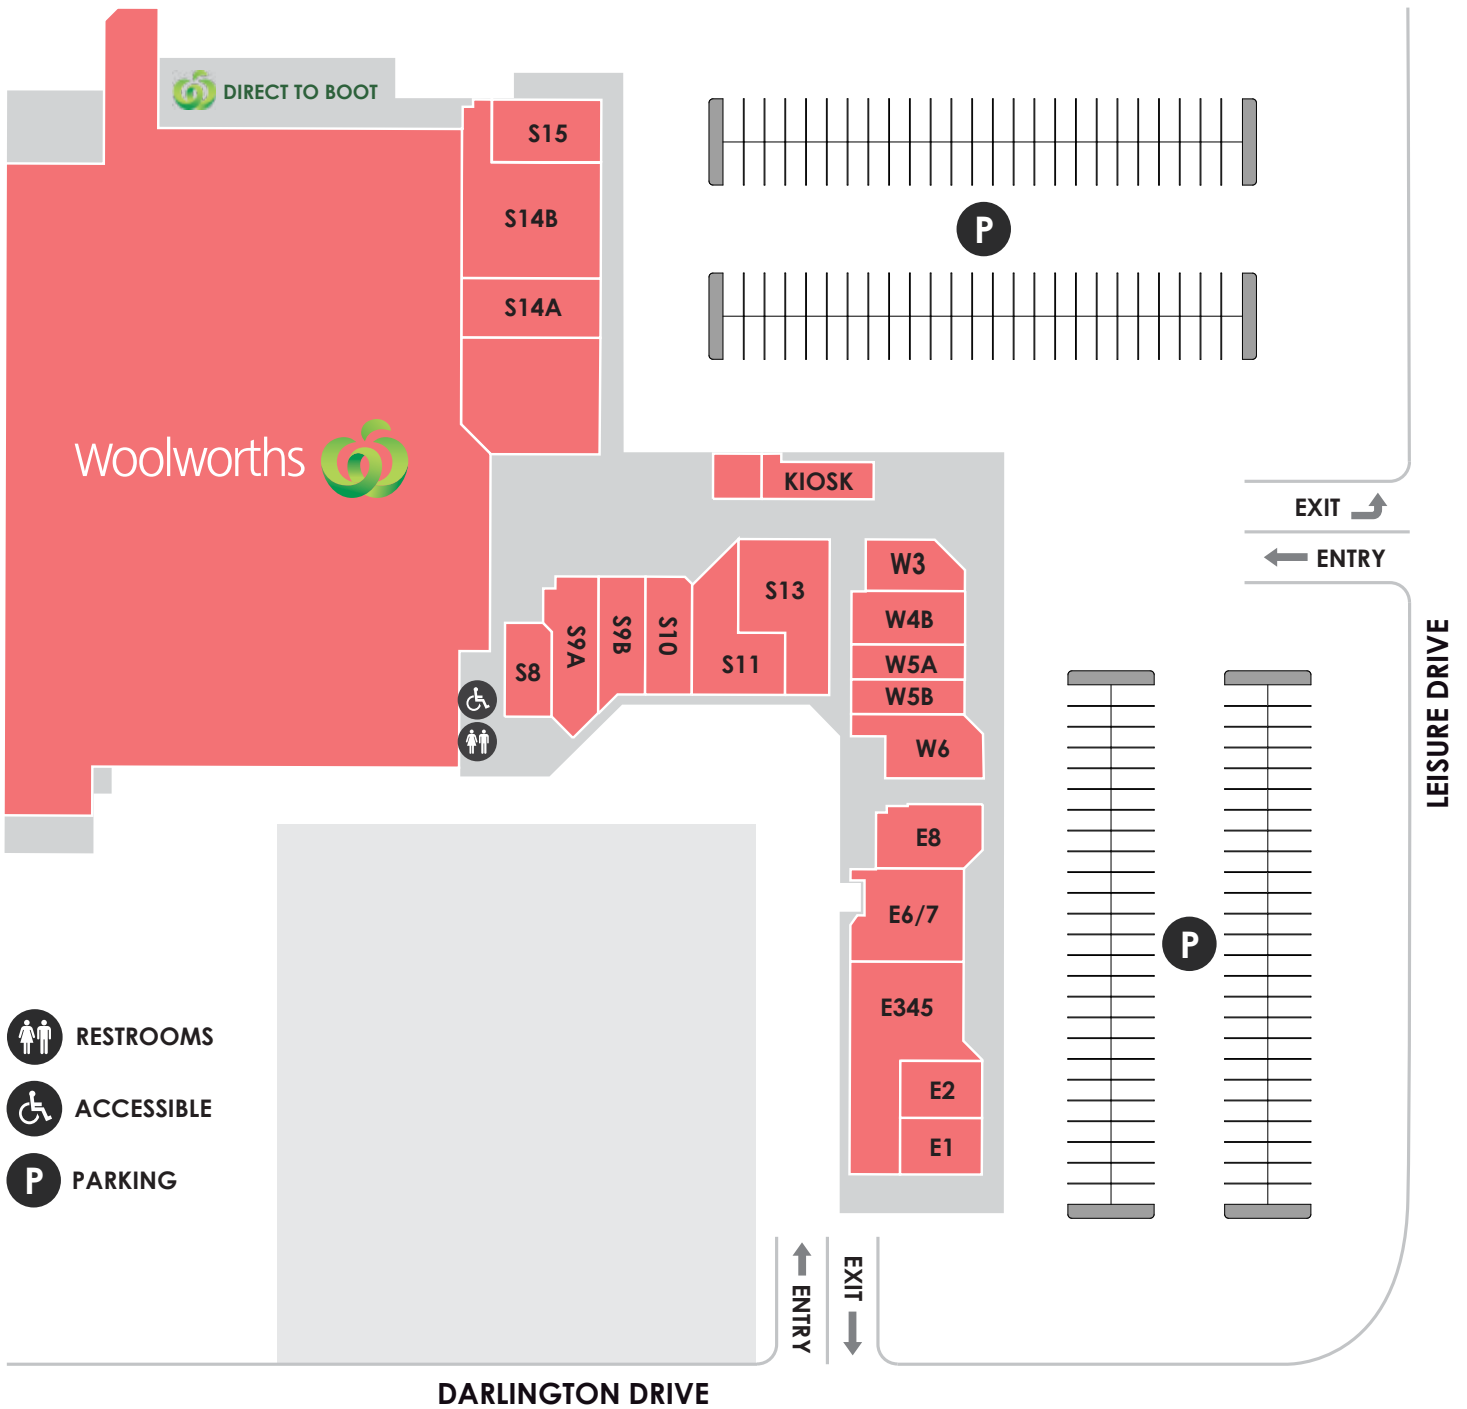 DIRECT TO BOOT
S15
S14B
S14A
Woolworths
KIOSK
EXIT
ENTRY
W3
S13
W4B
S9A
S9B
S10
S11
W5A
S8
W5B
W6
LEISURE DRIVE
P
E8
E6/7
P
E345
RESTROOMS
E2
ACCESSIBLE
E1
P PARKING
ENTRY
EXIT
DARLINGTON DRIVE